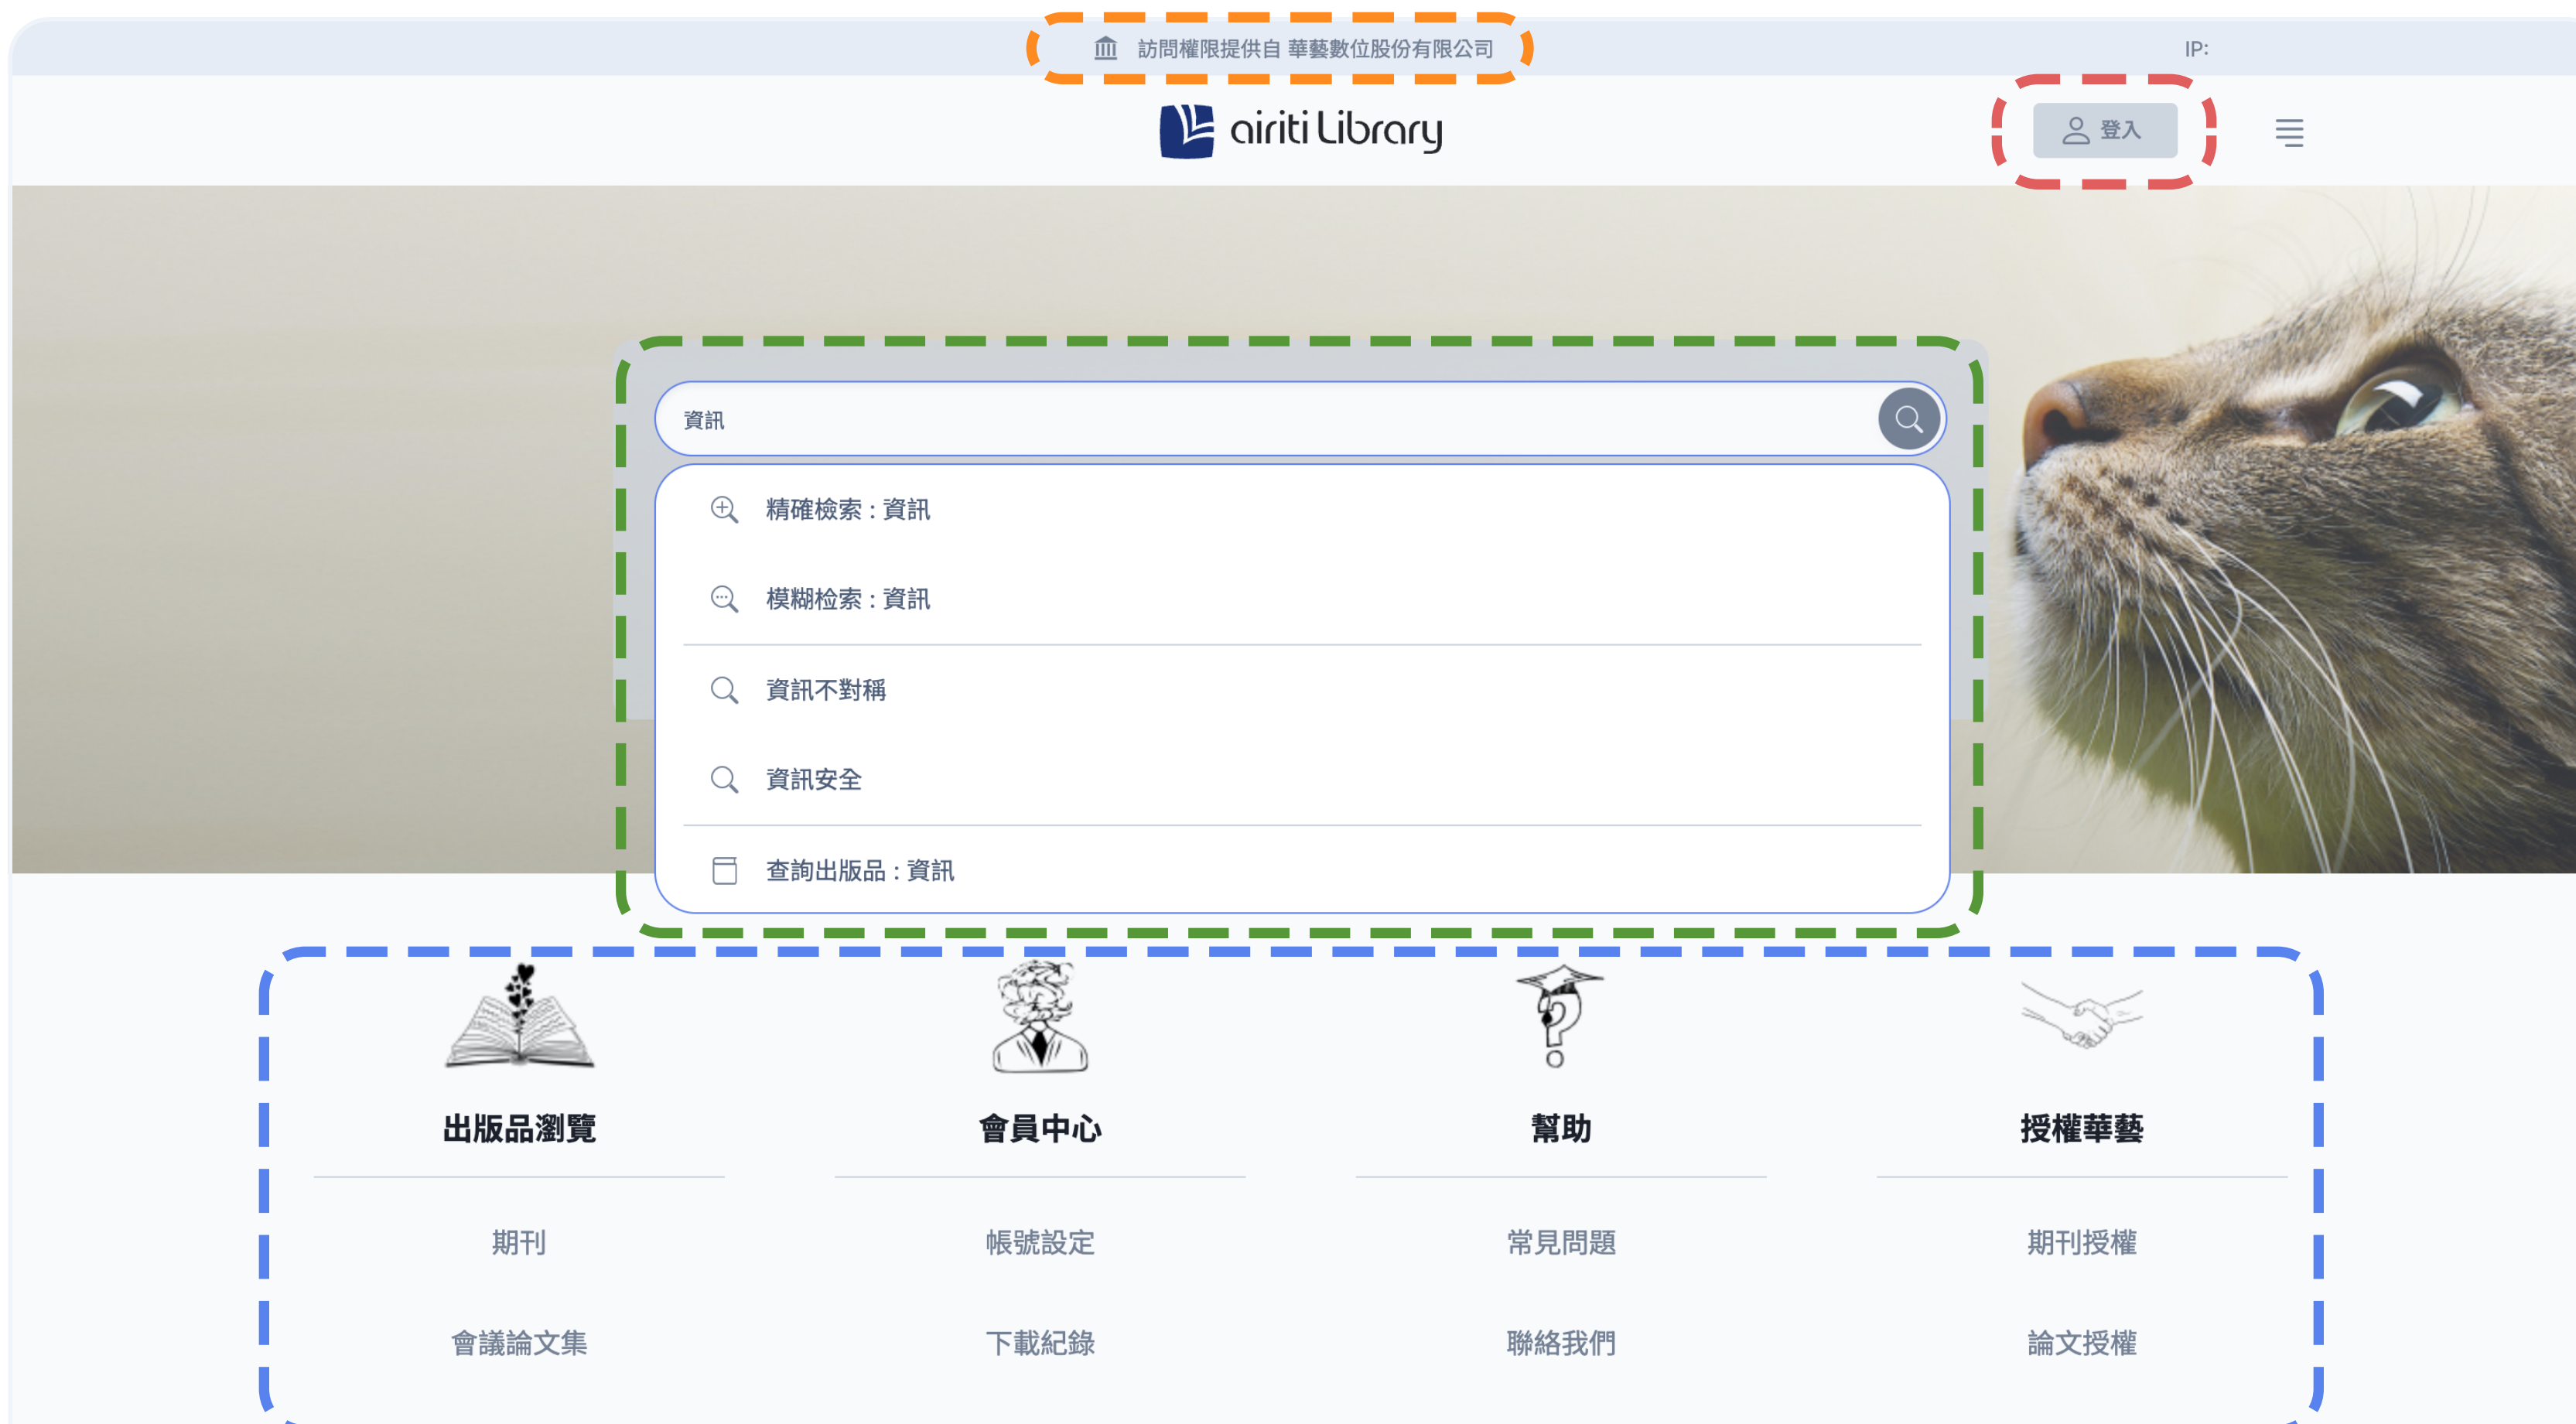 訪問權限提供自 華藝數位股份有限公司
IP:
airiti Library
登入
資訊
精確檢索 : 資訊
模糊检索 : 資訊
資訊不對稱
資訊安全
查詢出版品 : 資訊
出版品瀏覽
會員中心
幫助
授權華藝
期刊
帳號設定
常見問題
期刊授權
會議論文集
下載紀錄
聯絡我們
論文授權